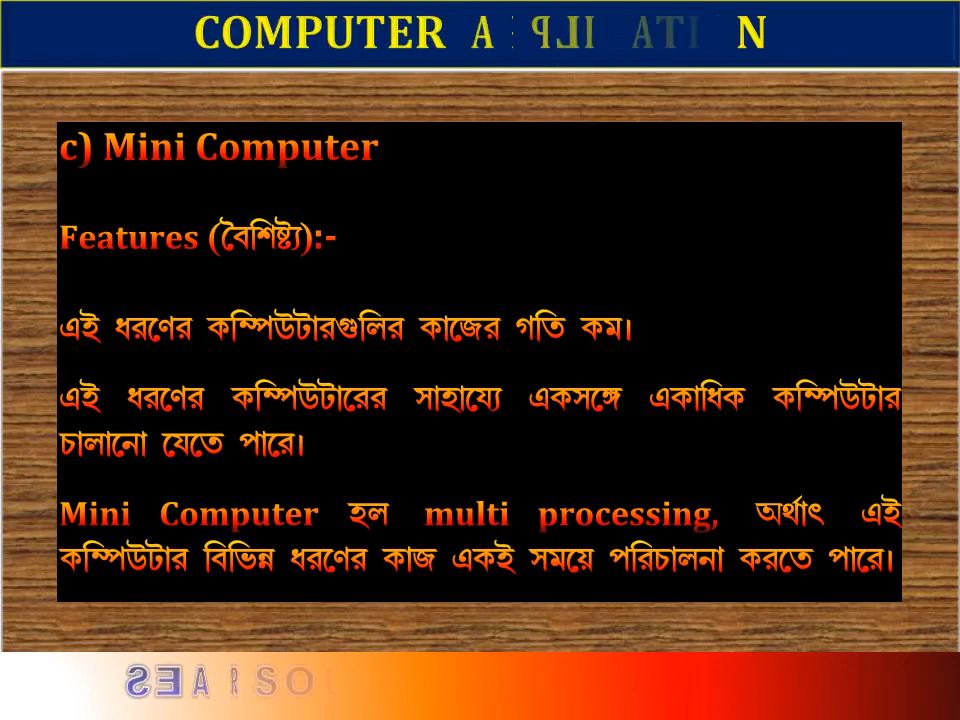 COMPUTER
c) Mini Computer
Features (বৈশিষ্ট্য):-
এই ধরণের কম্পিউটারগুলির কাজের গতি কম।
এই ধরণের কম্পিউটারের সাহায্যে একসঙ্গে একাধিক কম্পিউটার
চালানো যেতে পারে।
Mini Computer হল multi processing, অর্থাৎ এই
কম্পিউটার বিভিন্ন ধরণের কাজ একই সময়ে পরিচালনা করতে পারে।